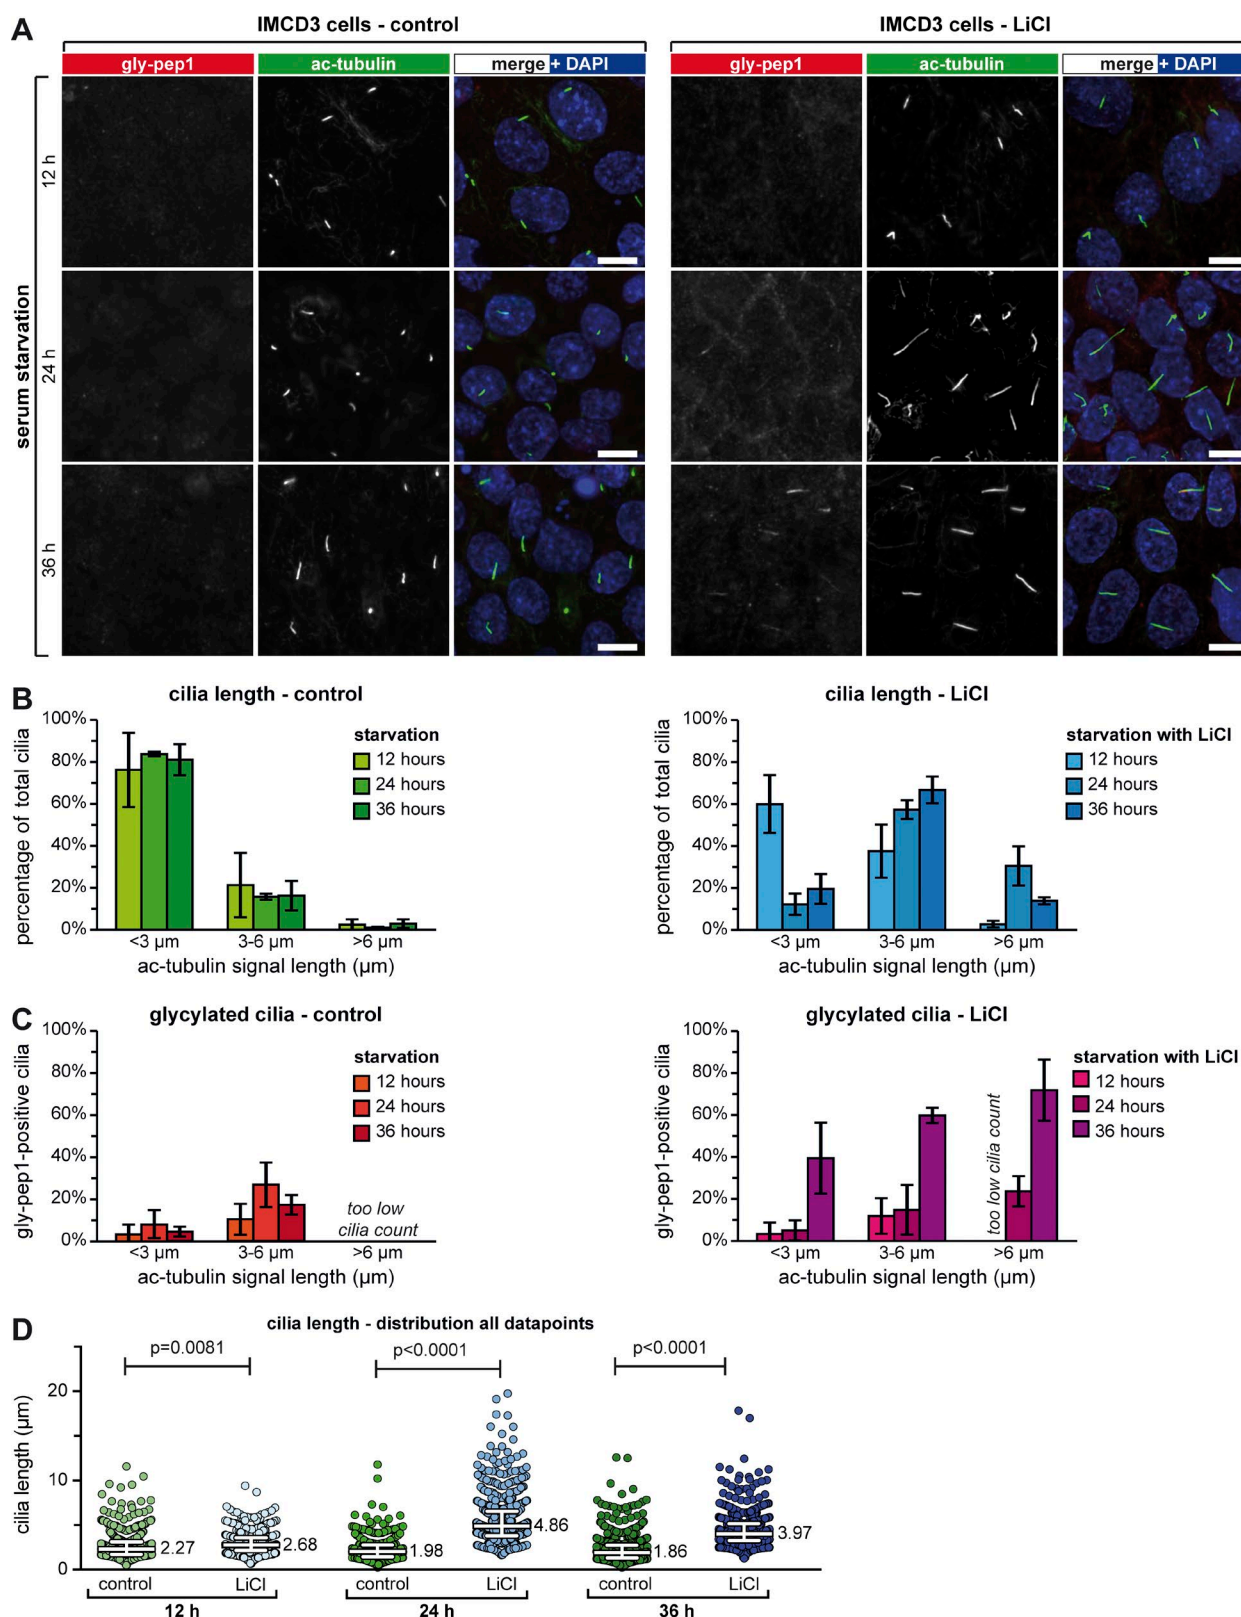 A
IMCD3 cells - control
IMCD3 cells - LiCl
gly-pep1
ac-tubulin
merge + DAPI
gly-pep1
ac-tubulin
merge + DAPI
serum starvation
12 h
24 h
36 h
B
cilia length - control
percentage of total cilia
100%
80%
60%
40%
20%
0%
starvation
12 hours
24 hours
36 hours
<3 µm
3-6 µm
>6 µm
ac-tubulin signal length (µm)
cilia length - LiCl
percentage of total cilia
100%
80%
60%
40%
20%
0%
starvation with LiCl
12 hours
24 hours
36 hours
<3 µm
3-6 µm
>6 µm
ac-tubulin signal length (µm)
C
glycylated cilia - control
gly-pep1-positive cilia
100%
80%
60%
40%
20%
0%
starvation
12 hours
24 hours
36 hours
too low
cilia count
<3 µm
3-6 µm
>6 µm
ac-tubulin signal length (µm)
glycylated cilia - LiCl
gly-pep1-positive cilia
100%
80%
60%
40%
20%
0%
starvation with LiCl
12 hours
24 hours
36 hours
too low cilia count
<3 µm
3-6 µm
>6 µm
ac-tubulin signal length (µm)
D
cilia length - distribution all datapoints
p=0.0081
p<0.0001
p<0.0001
cilia length (µm)
20
10
0
2.27
2.68
1.98
4.86
1.86
3.97
control
LiCl
control
LiCl
control
LiCl
12 h
24 h
36 h